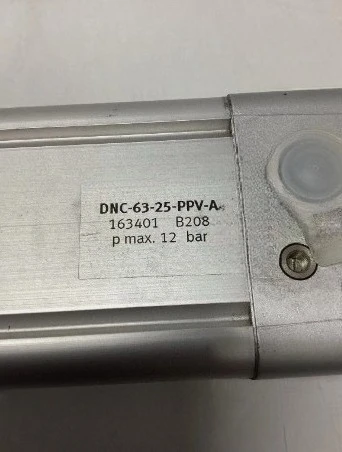 DNC-63-25-PPV-A
163401 B208
p max. 12 bar